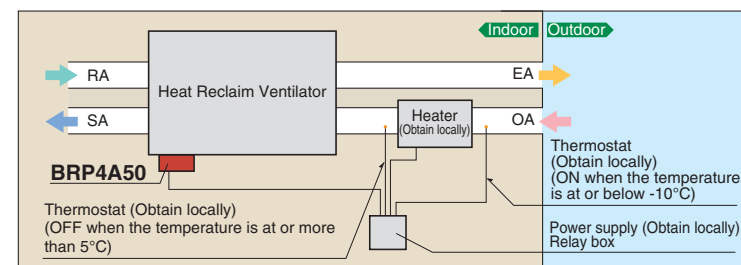 Indoor Outdoor
RA
EA
Heat Reclaim Ventilator
SA
Heater
(Obtain locally)
OA
BRP4A50
Thermostat
(Obtain locally)
(ON when the temperature
is at or below -10°C)
Thermostat (Obtain locally)
(OFF when the temperature is at or more
than 5°C)
Power supply (Obtain locally)
Relay box